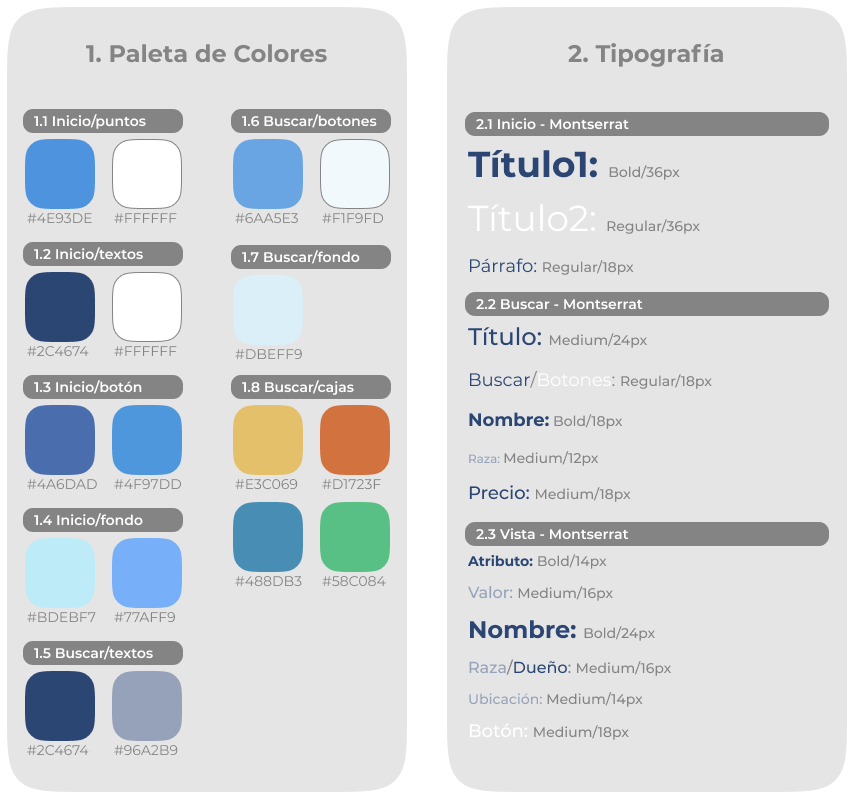 1. Paleta de Colores
1.1 Inicio/puntos
#4E93DE #FFFFFF
1.2 Inicio/textos
#2C4674 #FFFFFF
1.3 Inicio/botón
#4A6DAD #4F97DD
1.4 Inicio/fondo
#BDEBF7 #77AFF9
1.5 Buscar/textos
#2C4674 #96A2B9
1.6 Buscar/botones
#6AA5E3 #F1F9FD
1.7 Buscar/fondo
#DBEFF9
1.8 Buscar/cajas
#E3C069 #D1723F
#488DB3 #58C084
2. Tipografía
2.1 Inicio - Montserrat
Título1: Bold/36px
Título2: Regular/36px
Párrafo: Regular/18px
2.2 Buscar - Montserrat
Título: Medium/24px
Buscar/Botones: Regular/18px
Nombre: Bold/18px
Raza: Medium/12px
Precio: Medium/18px
2.3 Vista - Montserrat
Atributo: Bold/14px
Valor: Medium/16px
Nombre: Bold/24px
Raza/Dueño: Medium/16px
Ubicación: Medium/14px
Botón: Medium/18px